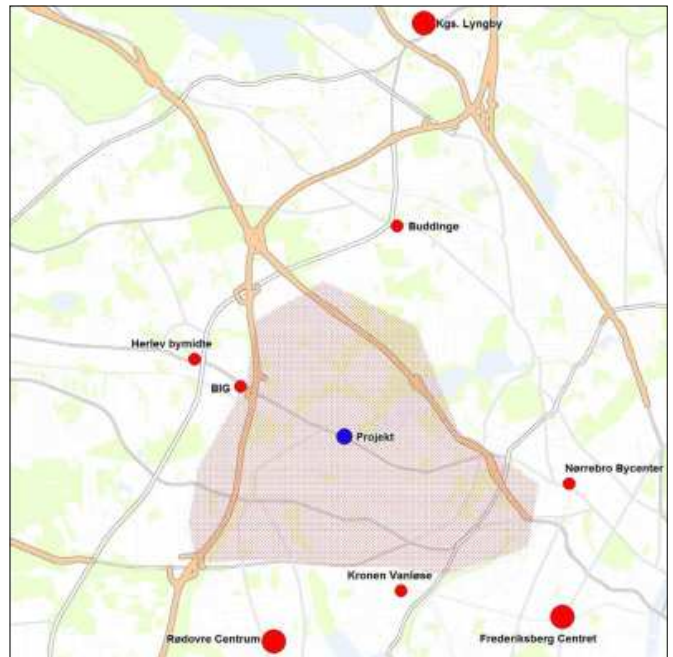 Kgs. Lyngby
Buddinge
Herlev bymidte
BIG
Projekt
Nørrebro Bycenter
Kronen Vanløse
Rødovre Centrum
Frederiksberg Centret